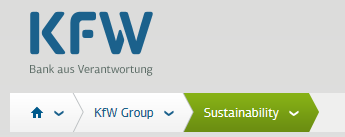 KFW
Bank aus Verantwortung
KfW Group Sustainability